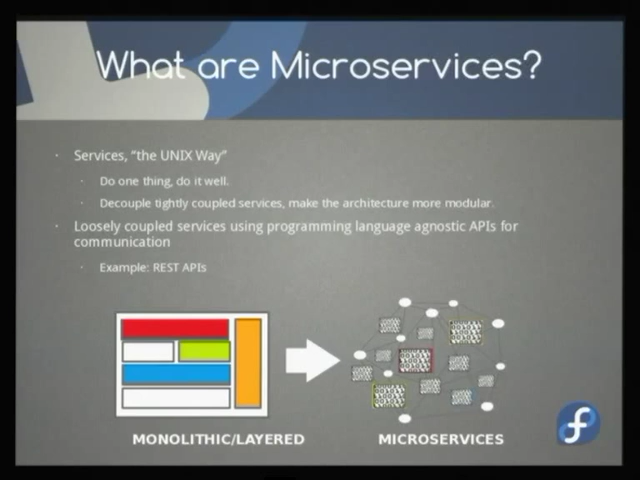 What are Microservices?
Services, "the UNIX Way"
Do one thing, do it well.
Decouple tightly coupled services, make the architecture more modular.
Loosely coupled services using programming language agnostic APIs for
communication
Example: REST APIs
MONOLITHIC/LAYERED
MICROSERVICES